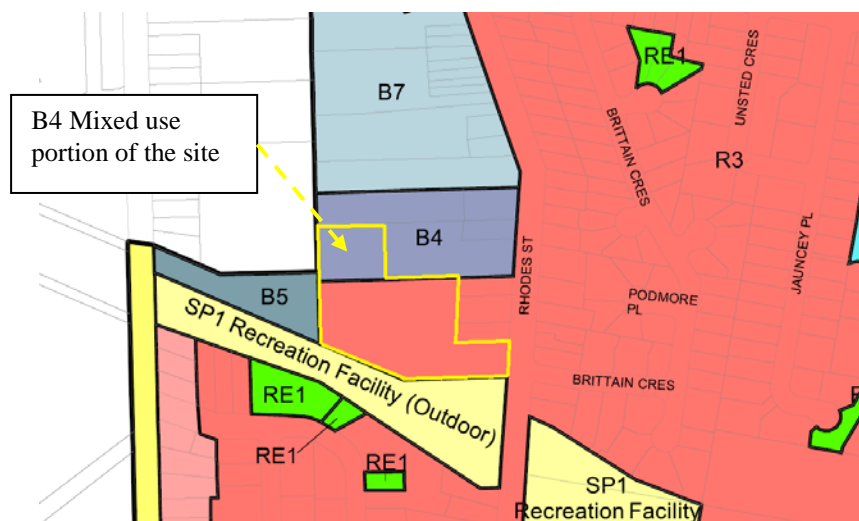 RE1
B7
UNSTED CRES
B4 Mixed use
portion of the site
BRITTAIN CRES
R3
B4
RHODES ST
JAUNCEY PL
B5
PODMORE
PL
SP1 Recreation Facility (Outdoor)
BRITTAIN CRES
RE1
RE1
RE1
SP1
Recreation Facility